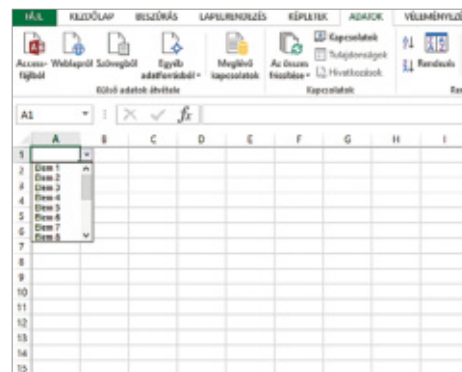 FÁJL KEZDŐLAP BESZÚRÁS LAPELRENDEZÉS KÉPLETEK ADATOK VÉLEMÉNYEZÉ
Access-fájlból Weblapról Szövegből Egyéb adatforrásból Meglévő kapcsolatok Az összes frissítése Kapcsolatok Tulajdonságok Hivatkozások Rendezés
Külső adatok átvétele Kapcsolatok Re
A1 fx
A B C D E F G H I
1
2 Elem 1
Elem 2
3 Elem 3
4 Elem 4
5 Elem 5
Elem 6
6 Elem 7
Elem 8
7
8
9
10
11
12
13
14
15